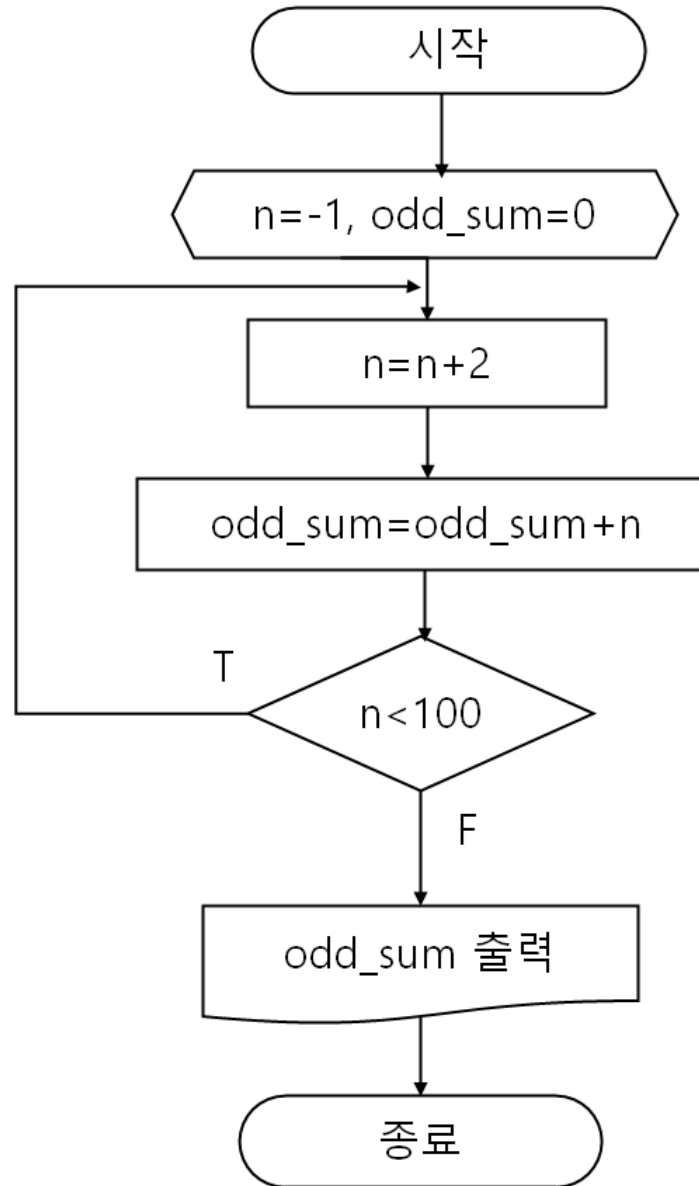 시작
n=-1, odd_sum=0
n=n+2
odd_sum=odd_sum+n
T
n<100
F
odd_sum 출력
종료